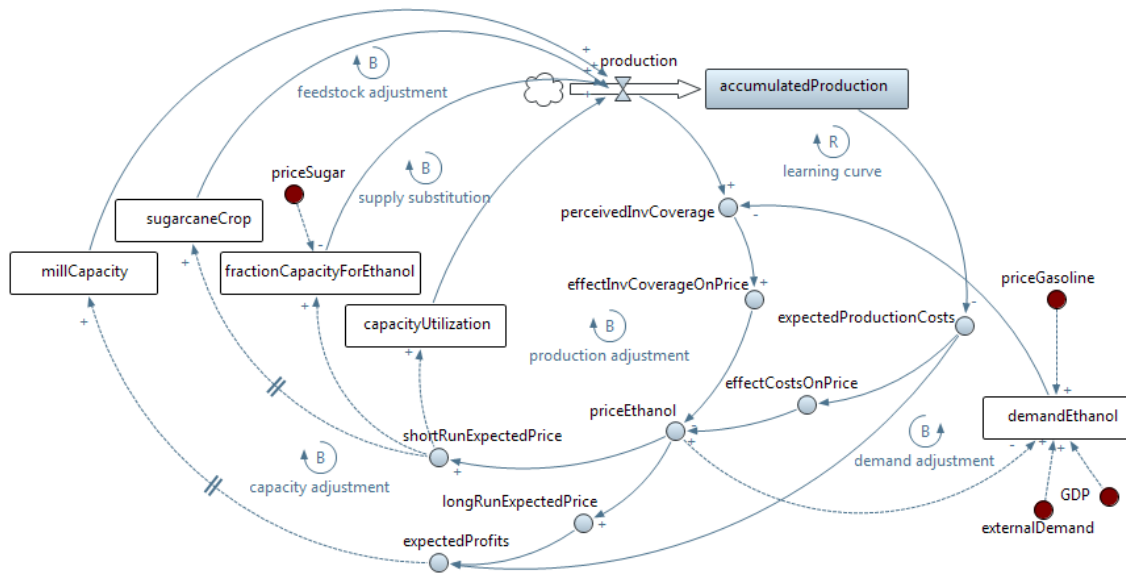 production
B
feedstock adjustment
accumulatedProduction
R
learning curve
priceSugar
B
supply substitution
sugarcaneCrop
perceivedInvCoverage
millCapacity
fractionCapacityForEthanol
effectInvCoverageOnPrice
priceGasoline
capacityUtilization
B
production adjustment
expectedProductionCosts
effectCostsOnPrice
priceEthanol
demandEthanol
shortRunExpectedPrice
B
demand adjustment
B
capacity adjustment
longRunExpectedPrice
GDP
externalDemand
expectedProfits
+
+
+
+
+
-
-
-
+
+
+
+
+
+
-
+
-
+
+
+
+